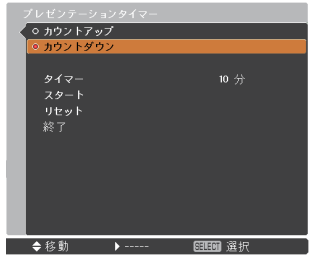 プレゼンテーションタイマー
カウントアップ
カウントダウン
タイマー 10 分
スタート
リセット
終了
移動 ----- SELECT 選択